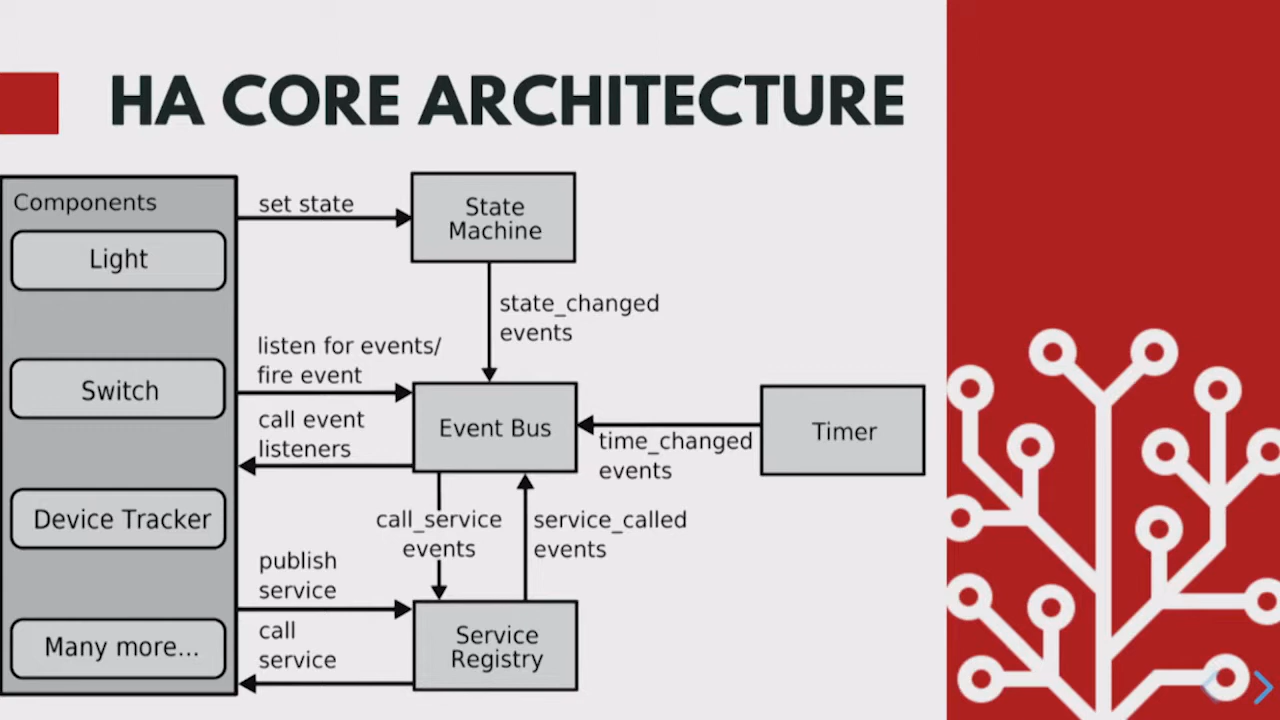 HA CORE ARCHITECTURE
Components
Light
Switch
Device Tracker
Many more...
set state
State
Machine
state_changed
events
listen for events/
fire event
call event
listeners
Event Bus
time_changed
events
Timer
call_service
events
service_called
events
publish
service
call
service
Service
Registry